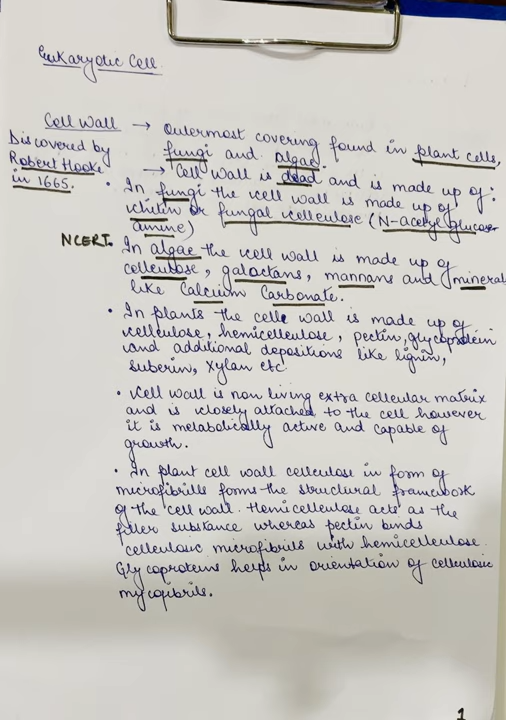 Eukaryotic Cell
Cell Wall → Outermost covering found in plant cells,
fungi and algae.
Discovered by
Robert Hooke
in 1665.
→ Cell wall is dead and is made up of:
• In fungi the cell wall is made up of
chitin or fungal cellulose (N-acetyl glucos-
amine)
NCERT. In algae the cell wall is made up of
cellulose, galactans, mannans and mineral
like Calcium Carbonate.
• In plants the cell wall is made up of
cellulose, hemicellulose, pectin, glycoprotein
and additional depositions like lignin,
suberin, xylan etc.
• Cell wall is non living extra cellular matrix
and is closely attached to the cell however
it is metabolically active and capable of
growth.
• In plant cell wall cellulose in form of
microfibrills forms the structural framework
of the cell wall. Hemicellulose acts as the
filler substance whereas pectin binds
cellulosic microfibrils with hemicellulose.
Glycoproteins helps in orientation of cellulosic
mycofibrils.
1